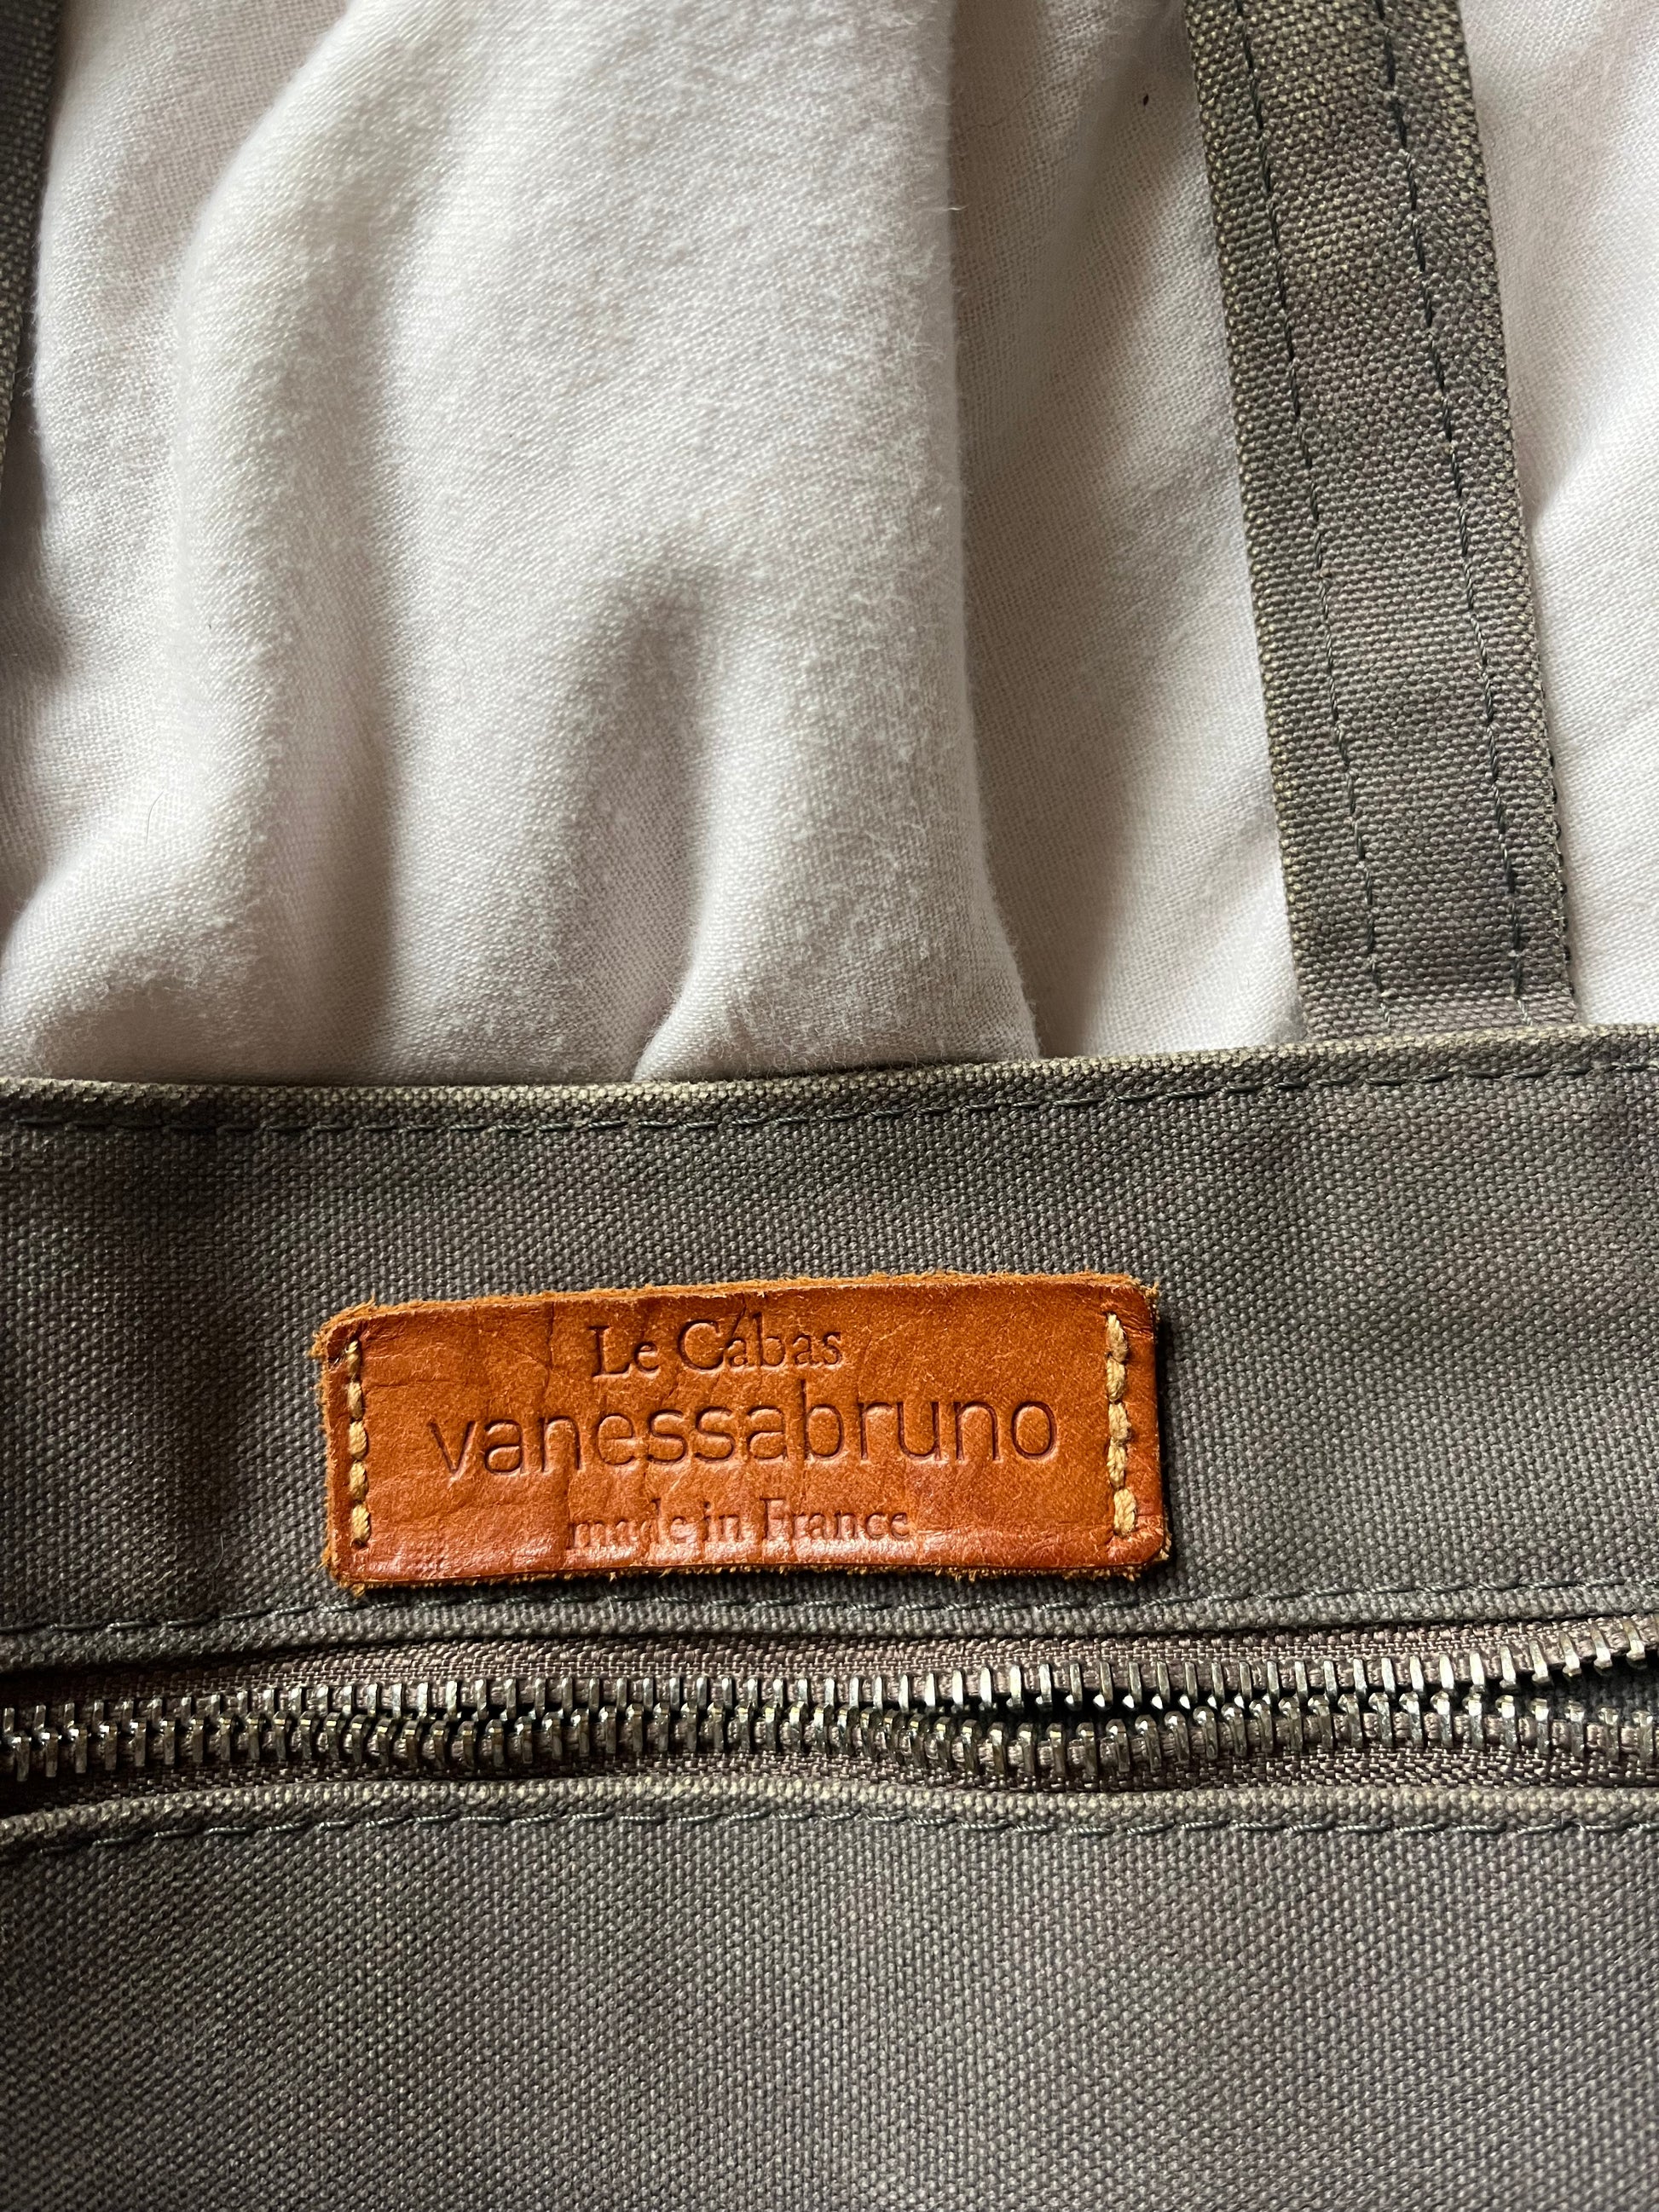 Le Cabas
vanessabruno
made in France